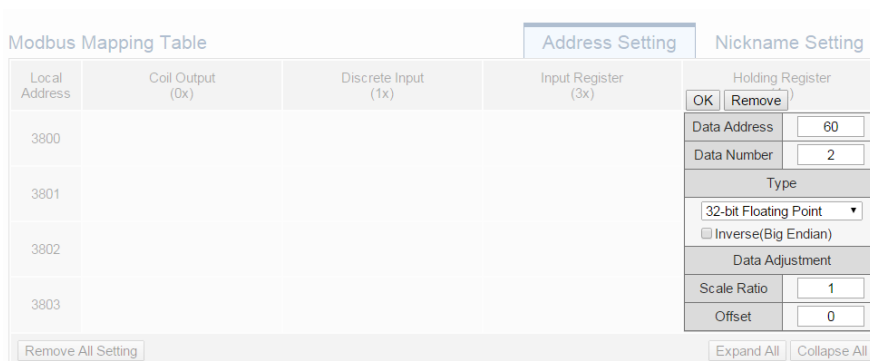 Modbus Mapping Table
Address Setting
Nickname Setting
Local
Address
Coil Output
(0x)
Discrete Input
(1x)
Input Register
(3x)
Holding Register
OK
Remove
3800
3801
3802
3803
Data Address
60
Data Number
2
Type
32-bit Floating Point
Inverse(Big Endian)
Data Adjustment
Scale Ratio
1
Offset
0
Remove All Setting
Expand All
Collapse All